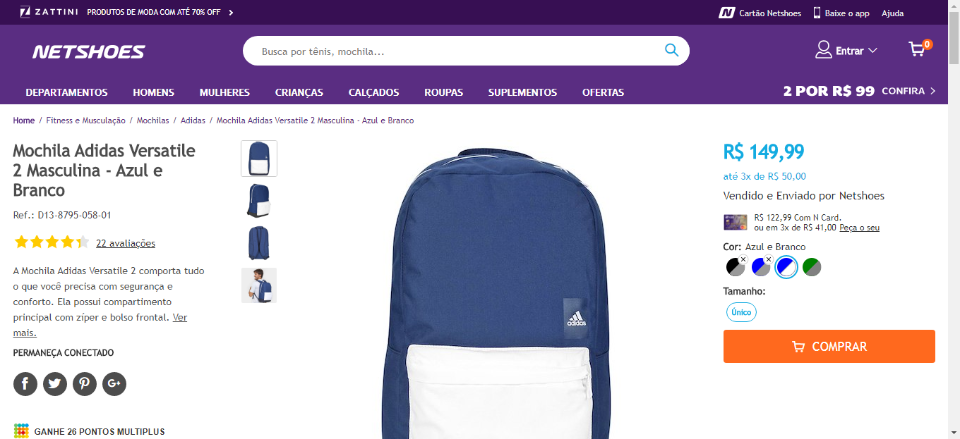 ZATTINI PRODUTOS DE MODA COM ATÉ 70% OFF
Cartão Netshoes Baixe o app Ajuda
NETSHOES
Busca por tênis, mochila...
Entrar
0
DEPARTAMENTOS HOMENS MULHERES CRIANÇAS CALÇADOS ROUPAS SUPLEMENTOS OFERTAS
2 POR R$ 99 CONFIRA
Home / Fitness e Musculação / Mochilas / Adidas / Mochila Adidas Versatile 2 Masculina - Azul e Branco
Mochila Adidas Versatile
2 Masculina - Azul e
Branco
Ref.: D13-8795-058-01
22 avaliações
A Mochila Adidas Versatile 2 comporta tudo
o que você precisa com segurança e
conforto. Ela possui compartimento
principal com zíper e bolso frontal. Ver
mais.
PERMANEÇA CONECTADO
GANHE 26 PONTOS MULTIPLUS
adidas
R$ 149,99
até 3x de R$ 50,00
Vendido e Enviado por Netshoes
R$ 122,99 Com N Card.
ou em 3x de R$ 41,00 Peça o seu
Cor: Azul e Branco
Tamanho:
Único
COMPRAR